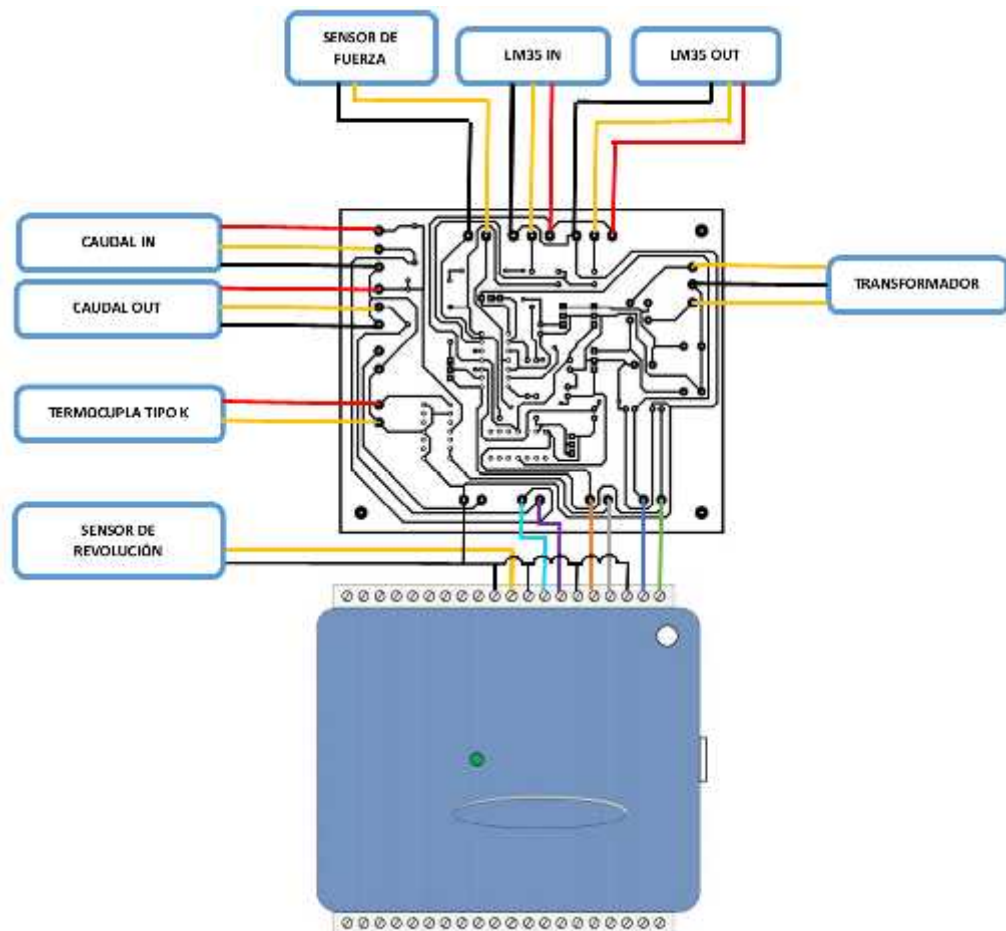 SENSOR DE
FUERZA
LM35 IN
LM35 OUT
CAUDAL IN
CAUDAL OUT
TRANSFORMADOR
TERMOCUPLA TIPO K
SENSOR DE
REVOLUCIÓN